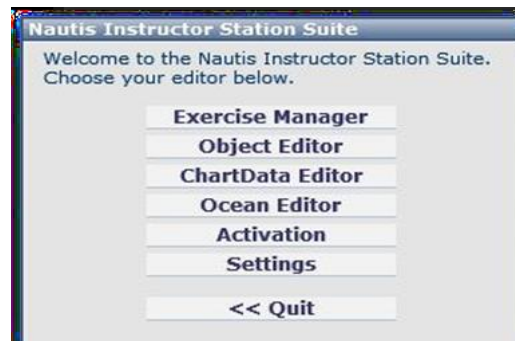 Nautis Instructor Station Suite
Welcome to the Nautis Instructor Station Suite.
Choose your editor below.
Exercise Manager
Object Editor
ChartData Editor
Ocean Editor
Activation
Settings
<< Quit